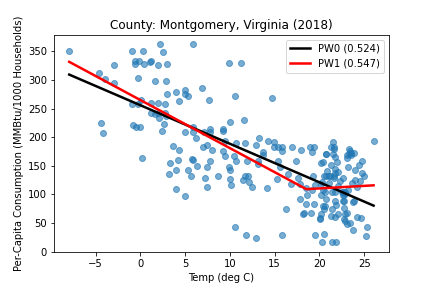 County: Montgomery, Virginia (2018)
PW0 (0.524)
PW1 (0.547)
Per-Capita Consumption (MMBtu/1000 Households)
350
300
250
200
150
100
50
0
−5 0 5 10 15 20 25
Temp (deg C)